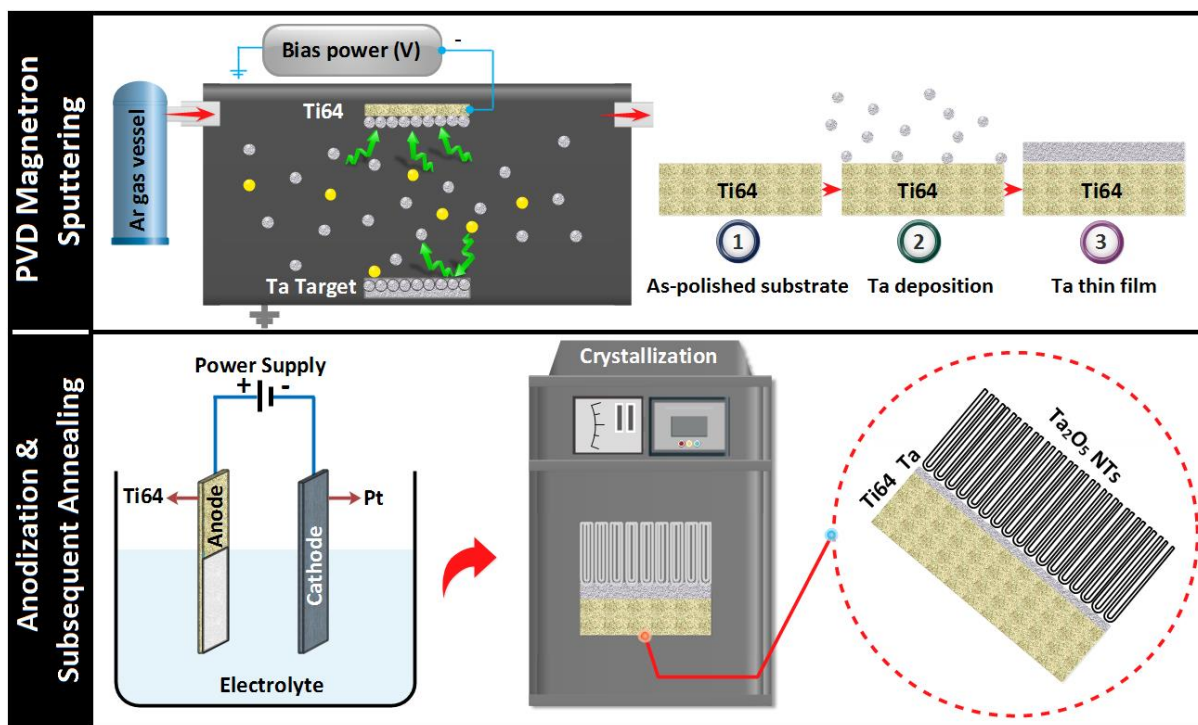 PVD Magnetron
Sputtering
Bias power (V)
-
Ar gas vessel
Ti64
Ta Target
Ti64
Ti64
Ti64
1
2
3
As-polished substrate
Ta deposition
Ta thin film
Anodization &
Subsequent Annealing
Power Supply
+
-
Ti64
Anode
Cathode
Pt
Electrolyte
Crystallization
Ta₂O₅ NTs
Ta
Ti64